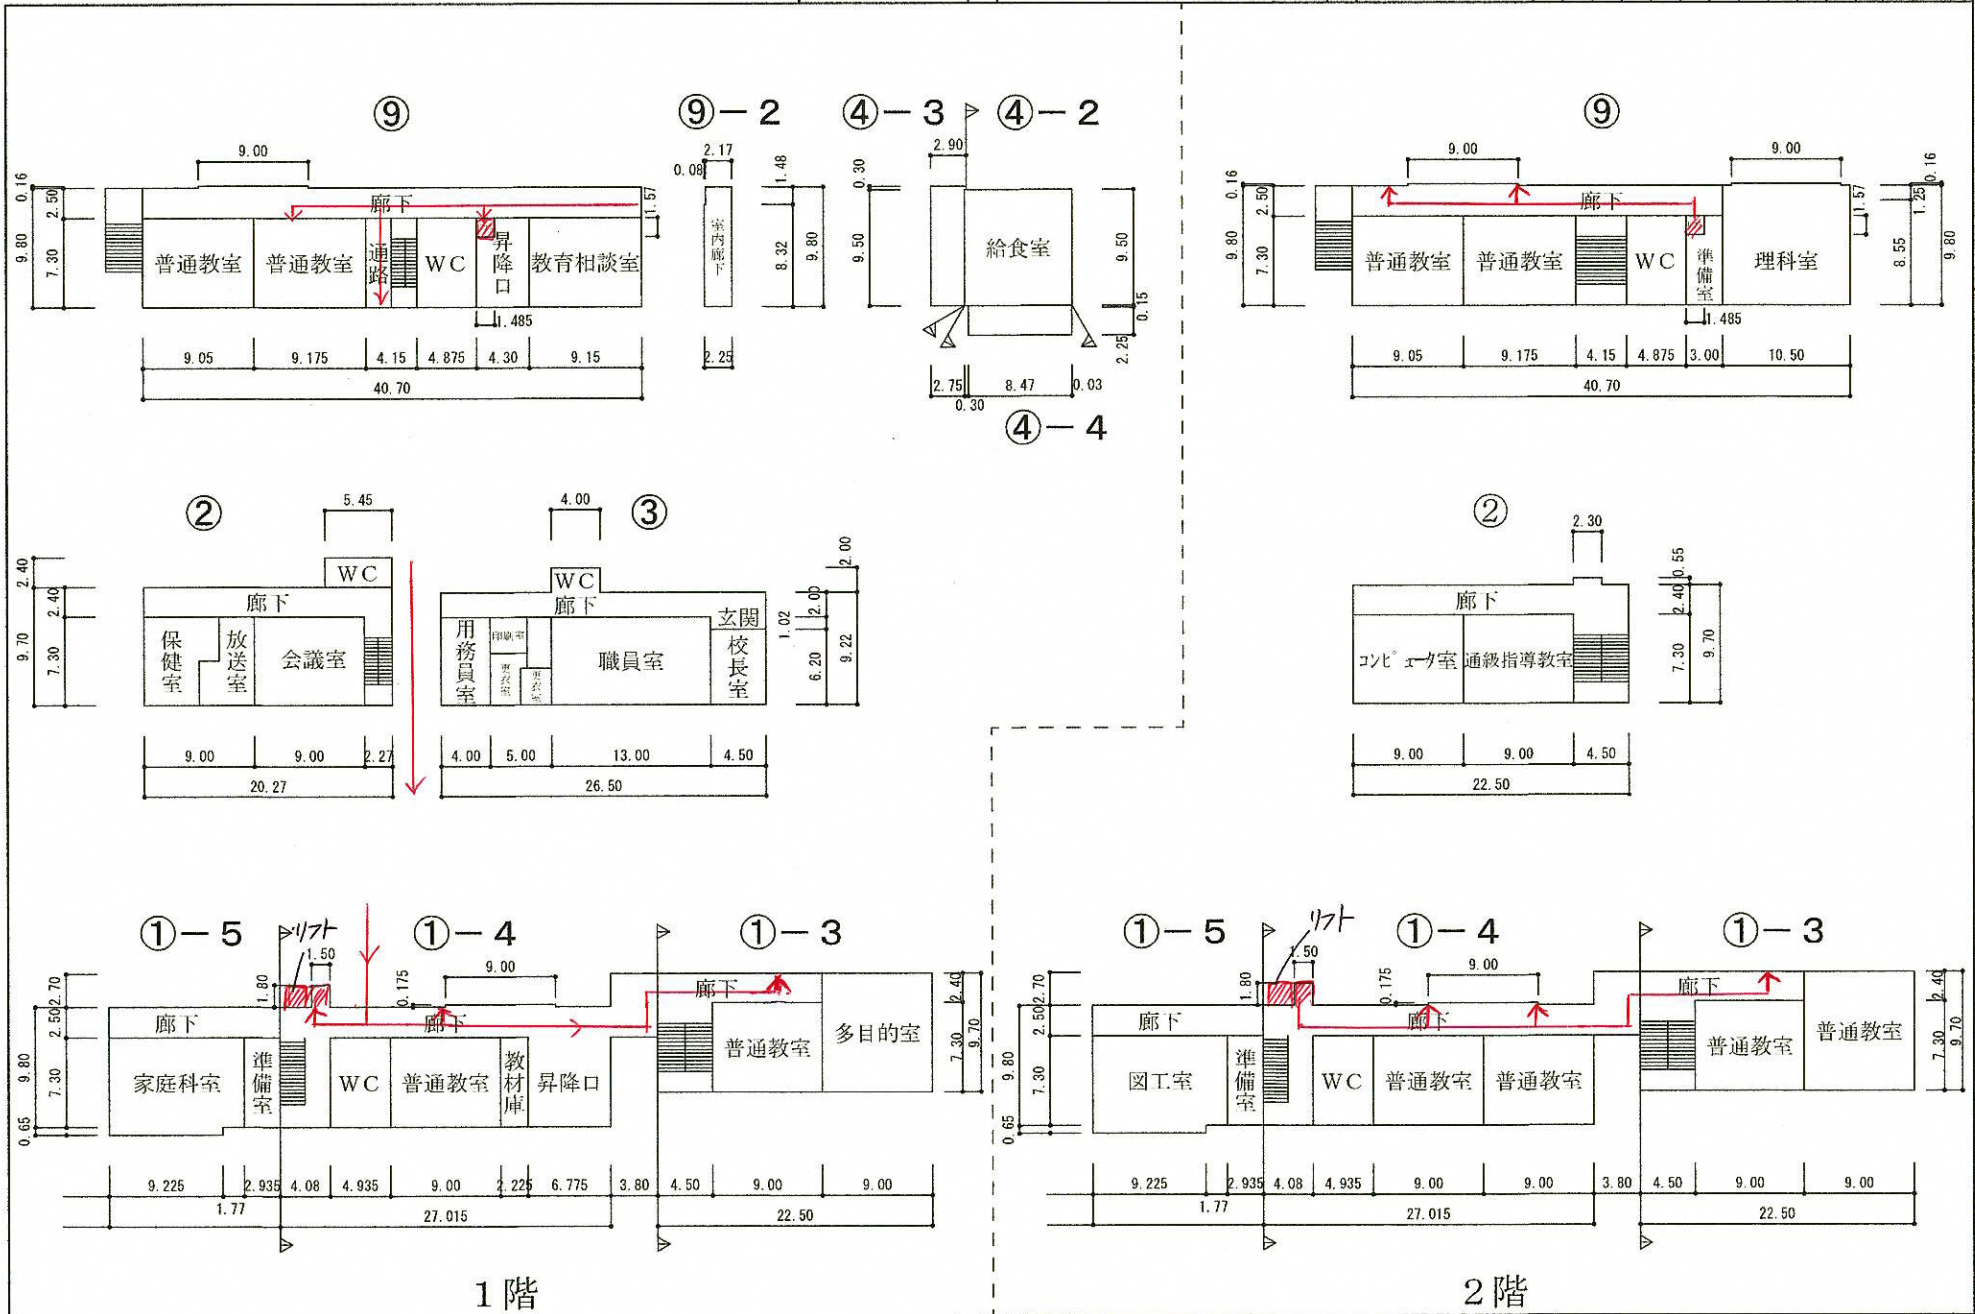 ⑨
9.00
0.16
2.50
9.80
7.30
廊下
1.57
普通教室
普通教室
通路
WC
昇降口
教育相談室
1.485
9.05
9.175
4.15
4.875
4.30
9.15
40.70
⑨－2
2.17
0.08
1.48
室内廊下
8.32
9.80
2.25
④－3
④－2
2.90
0.30
9.50
給食室
9.50
0.15
2.25
2.75
8.47
0.03
0.30
④－4
⑨
9.00
9.00
0.16
2.50
9.80
7.30
廊下
1.57
0.16
1.25
8.55
9.80
普通教室
普通教室
WC
準備室
理科室
1.485
9.05
9.175
4.15
4.875
3.00
10.50
40.70
②
5.45
2.40
2.40
9.70
7.30
WC
廊下
保健室
放送室
会議室
9.00
9.00
2.27
20.27
③
4.00
2.00
WC
廊下
玄関
用務員室
印刷室
更衣室
更衣室
職員室
校長室
1.02
2.00
6.20
9.22
4.00
5.00
13.00
4.50
26.50
②
2.30
0.55
2.40
7.30
9.70
廊下
コンピュータ室
通級指導教室
9.00
9.00
4.50
22.50
①－5
リフト
①－4
①－3
1.50
1.80
0.175
9.00
2.70
2.50
9.80
7.30
0.65
廊下
廊下
廊下
家庭科室
準備室
WC
普通教室
教材庫
昇降口
普通教室
多目的室
2.40
7.30
9.70
9.225
1.77
2.935
4.08
4.935
9.00
2.225
6.775
3.80
4.50
9.00
9.00
27.015
22.50
1階
①－5
リフト
①－4
①－3
1.50
1.80
0.175
9.00
2.70
2.50
9.80
7.30
0.65
廊下
廊下
廊下
図工室
準備室
WC
普通教室
普通教室
普通教室
普通教室
2.40
7.30
9.70
9.225
1.77
2.935
4.08
4.935
9.00
9.00
3.80
4.50
9.00
9.00
27.015
22.50
2階